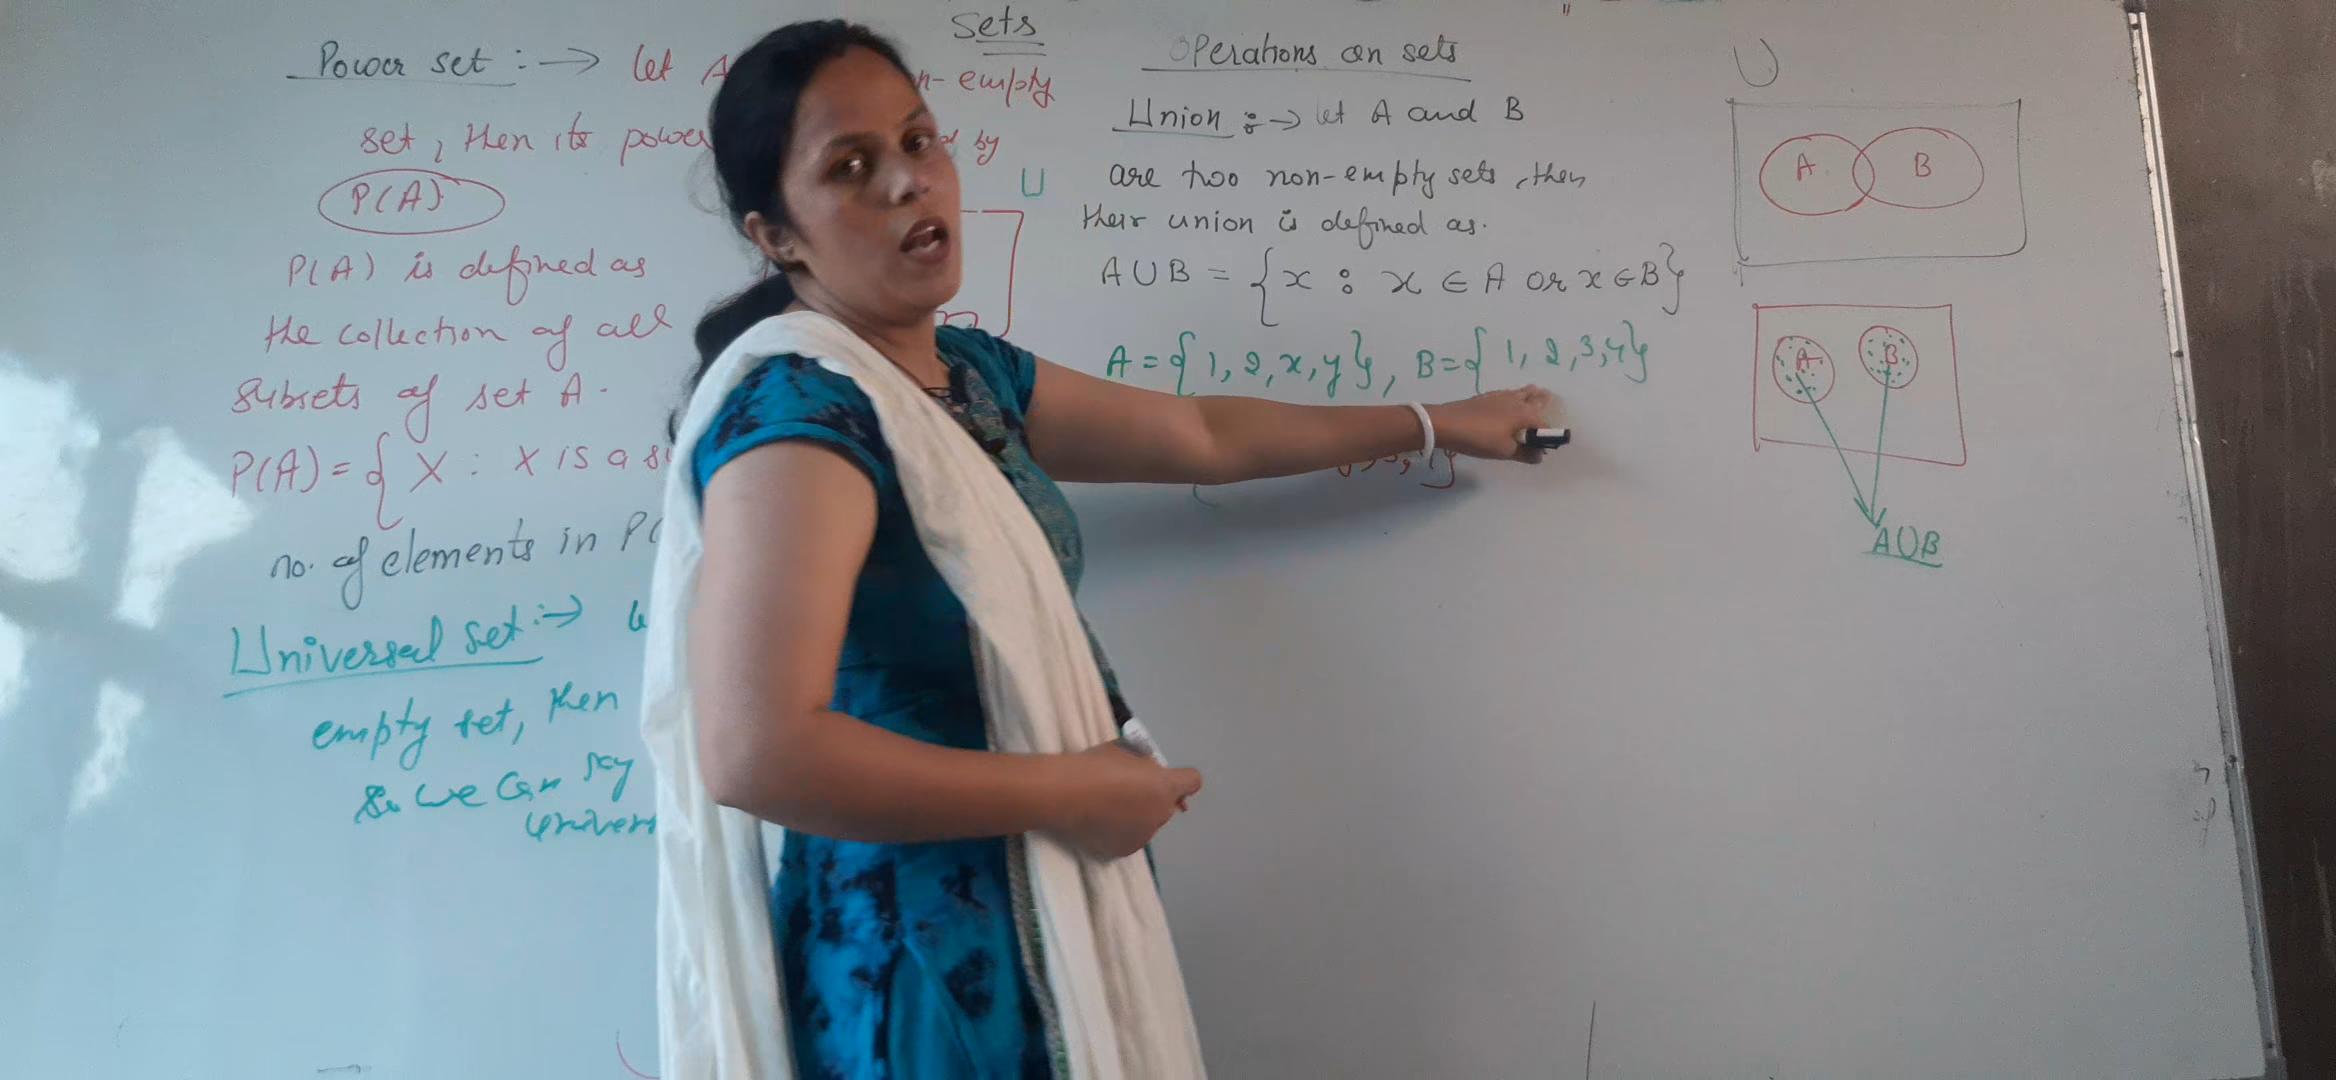 Sets
Power set :→ let A n-empty
set, then its power by
P(A)
P(A) is defined as
the collection of all
subsets of set A.
P(A) = { X : X is a
no. of elements in P(
Universal set :→
empty set, then
so we can say
univers
U
Operations on sets
Union :→ let A and B
are two non-empty sets, then
their union is defined as.
A∪B = { x : x ∈ A or x ∈ B}
A = { 1, 2, x, y}, B = { 1, 2, 3, 4}
U
A B
A B
A∪B